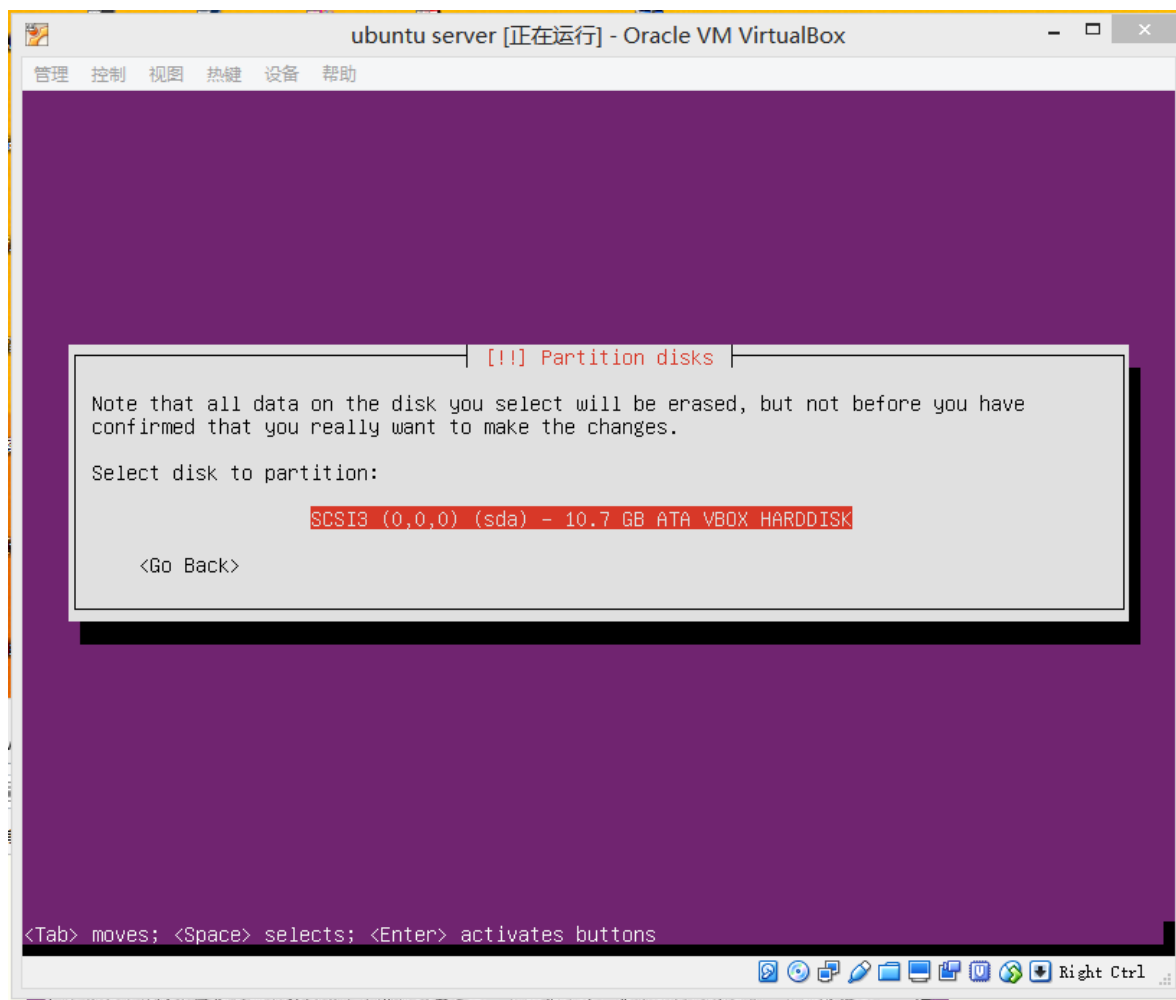 ubuntu server [正在运行] - Oracle VM VirtualBox
管理 控制 视图 热键 设备 帮助
[!!] Partition disks
Note that all data on the disk you select will be erased, but not before you have
confirmed that you really want to make the changes.
Select disk to partition:
SCSI3 (0,0,0) (sda) - 10.7 GB ATA VBOX HARDDISK
<Go Back>
<Tab> moves; <Space> selects; <Enter> activates buttons
Right Ctrl